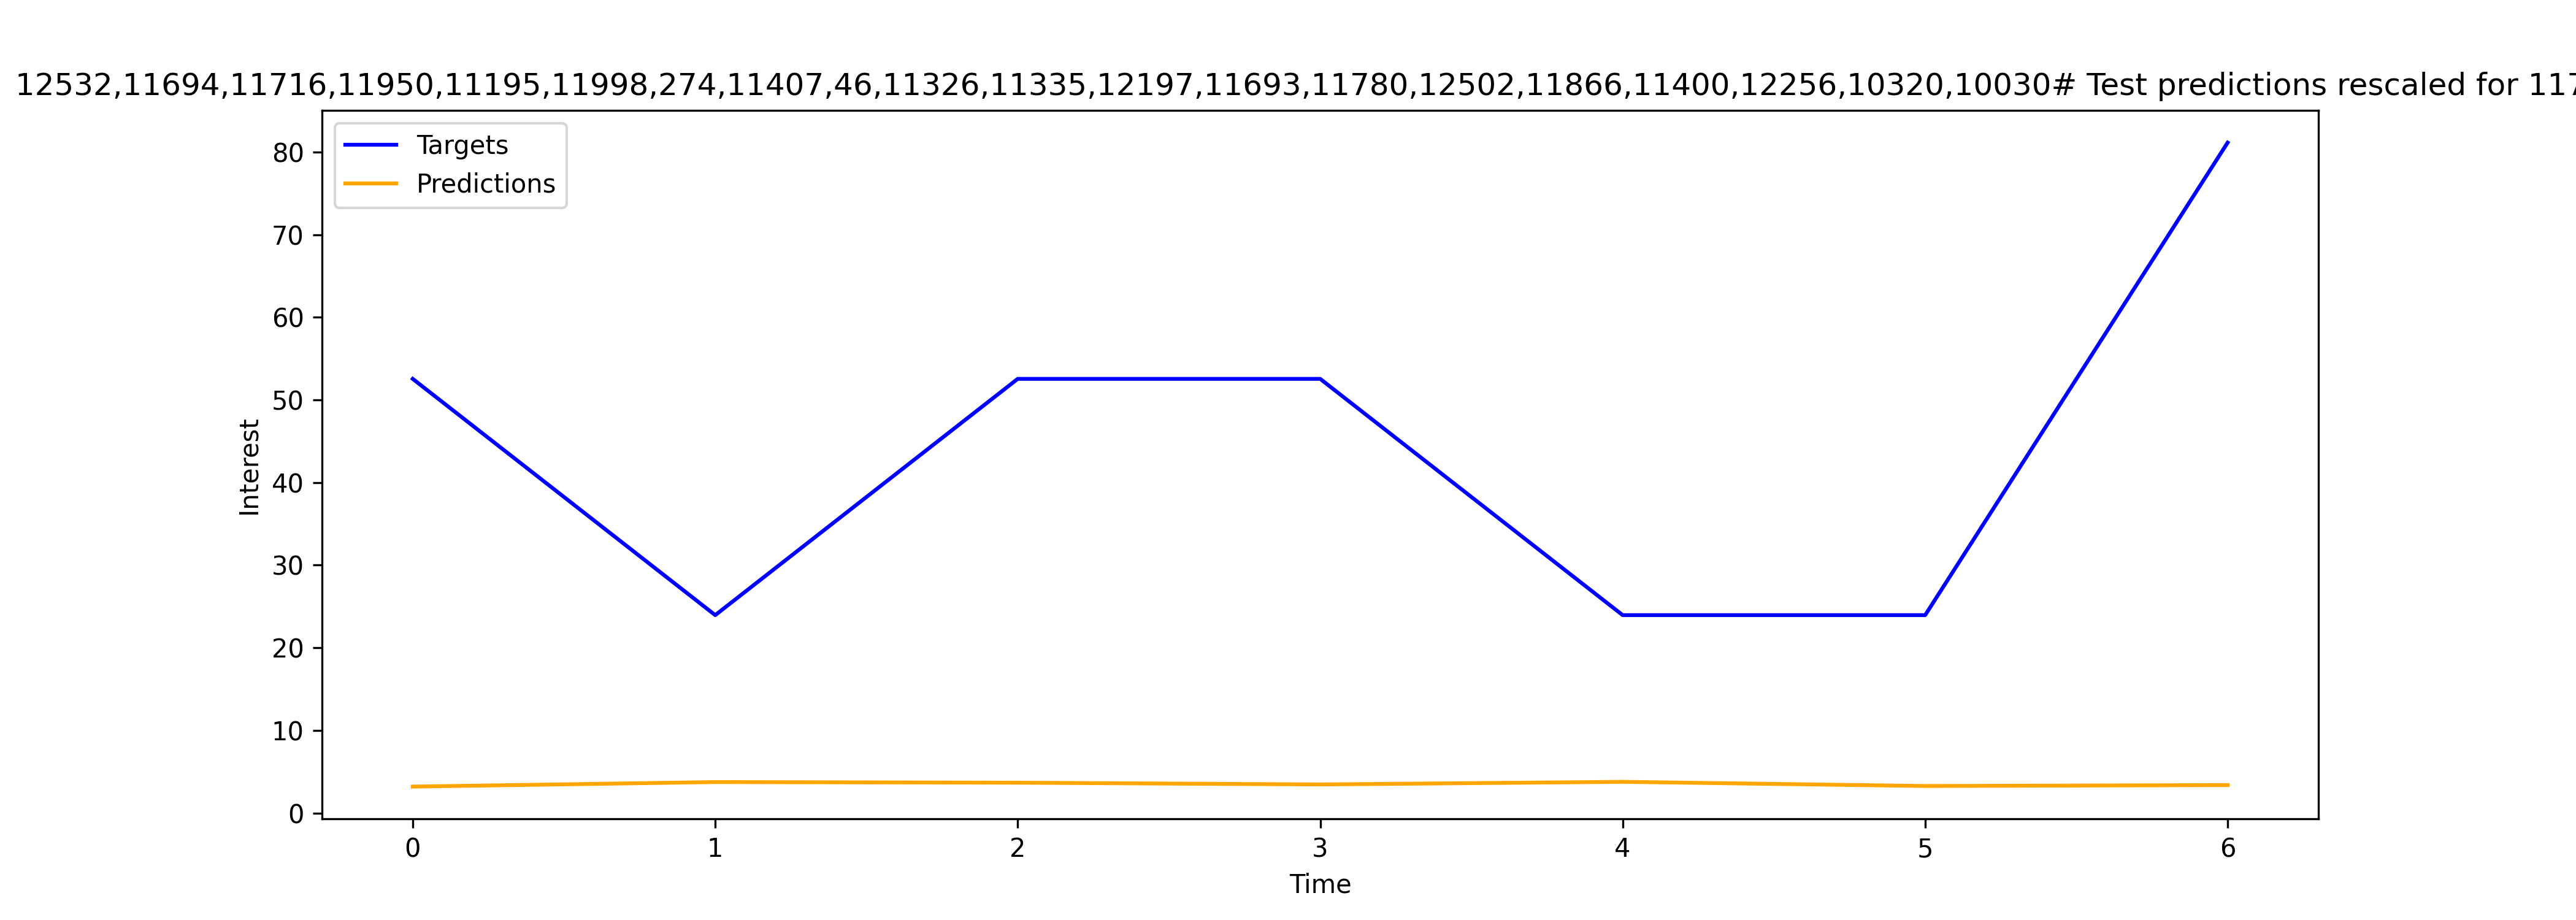 12532,11694,11716,11950,11195,11998,274,11407,46,11326,11335,12197,11693,11780,12502,11866,11400,12256,10320,10030# Test predictions rescaled for 117
Targets
Predictions
80
70
60
50
40
30
20
10
0
Interest
0 1 2 3 4 5 6
Time